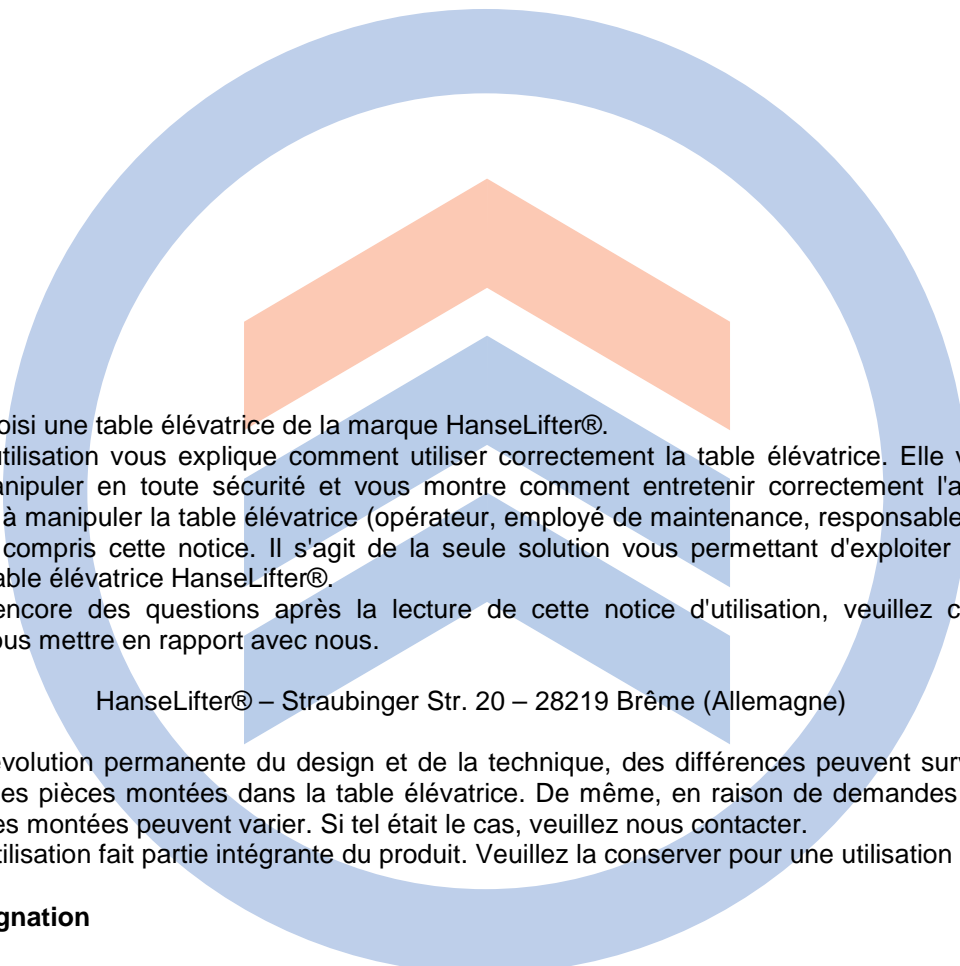 oisi une table élévatrice de la marque HanseLifter®.
utilisation vous explique comment utiliser correctement la table élévatrice. Elle v
anipuler en toute sécurité et vous montre comment entretenir correctement l'a
à manipuler la table élévatrice (opérateur, employé de maintenance, responsable
compris cette notice. Il s'agit de la seule solution vous permettant d'exploiter
able élévatrice HanseLifter®.
encore des questions après la lecture de cette notice d'utilisation, veuillez c
ous mettre en rapport avec nous.
HanseLifter® – Straubinger Str. 20 – 28219 Brême (Allemagne)
évolution permanente du design et de la technique, des différences peuvent surv
es pièces montées dans la table élévatrice. De même, en raison de demandes
es montées peuvent varier. Si tel était le cas, veuillez nous contacter.
tilisation fait partie intégrante du produit. Veuillez la conserver pour une utilisation
gnation